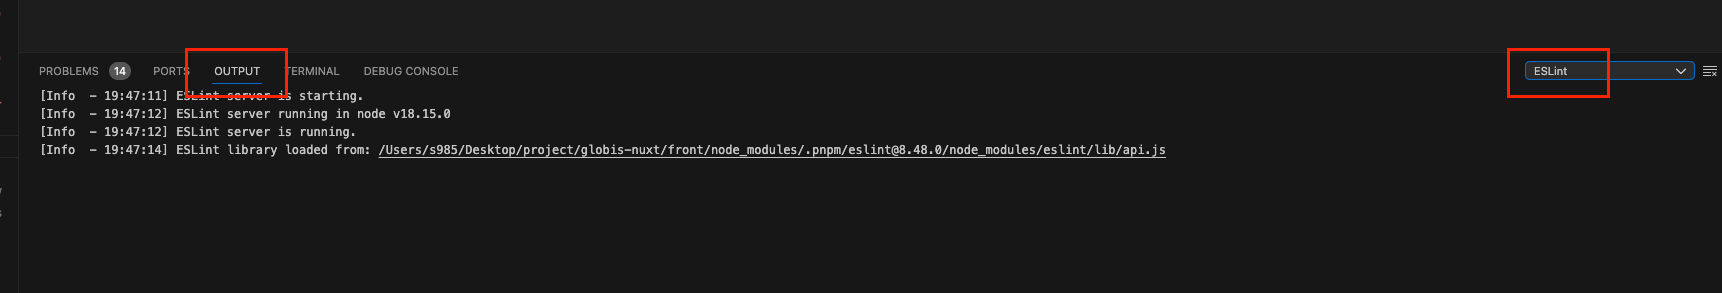 PROBLEMS 14 PORTS OUTPUT TERMINAL DEBUG CONSOLE ESLint
[Info  - 19:47:11] ESLint server is starting.
[Info  - 19:47:12] ESLint server running in node v18.15.0
[Info  - 19:47:12] ESLint server is running.
[Info  - 19:47:14] ESLint library loaded from: /Users/s985/Desktop/project/globis-nuxt/front/node_modules/.pnpm/eslint@8.48.0/node_modules/eslint/lib/api.js